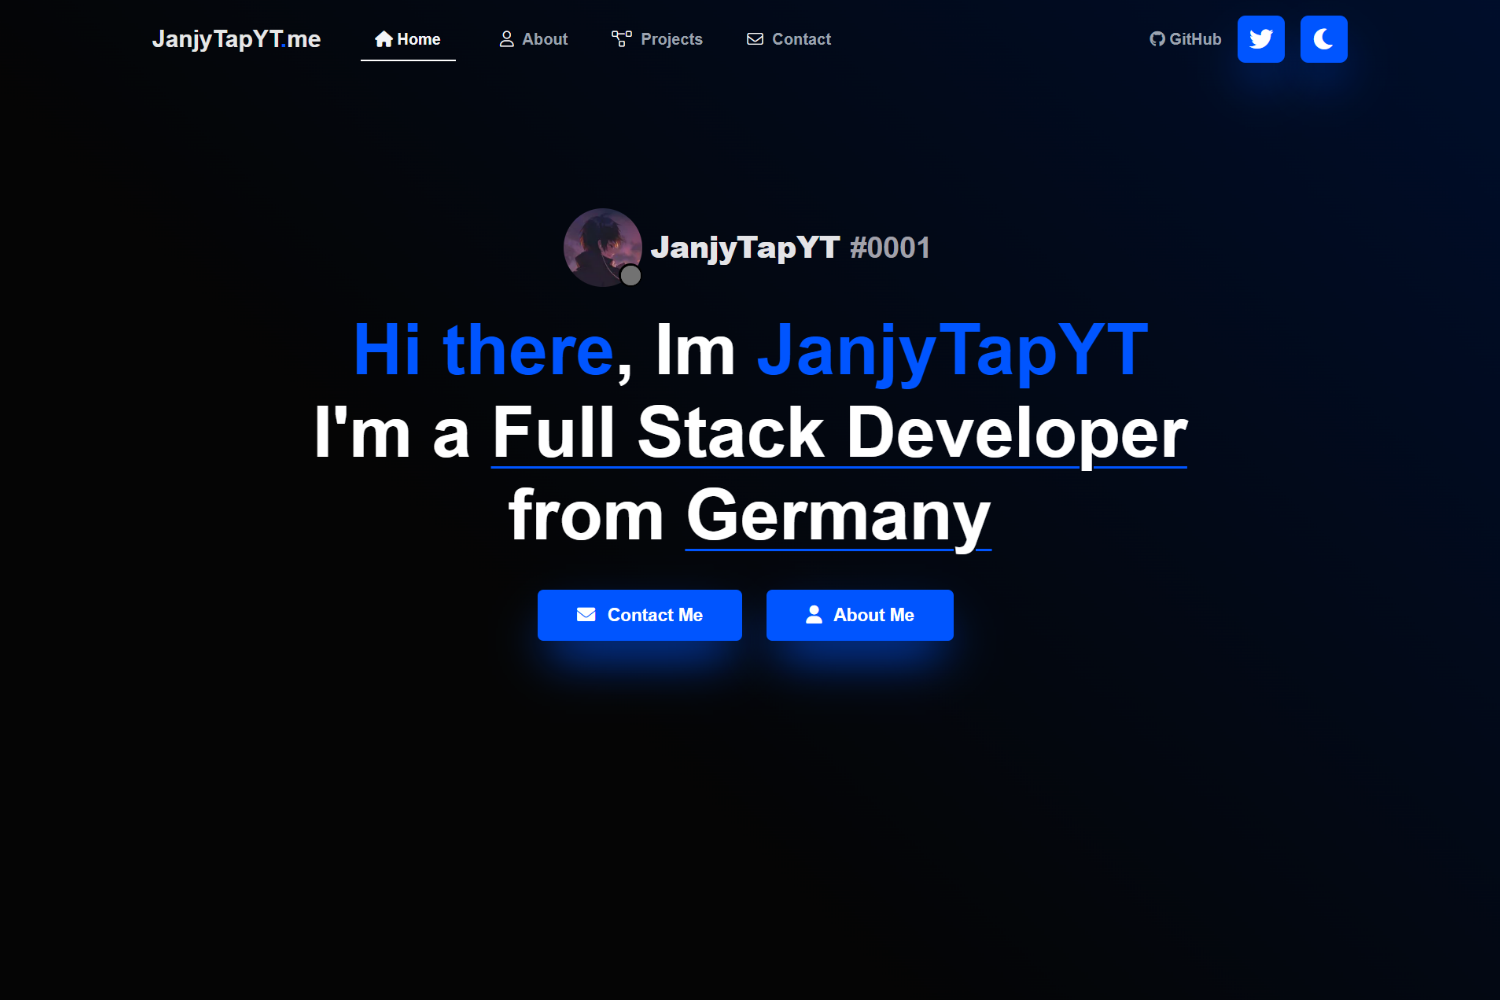 JanjyTapYT.me Home About Projects Contact GitHub
JanjyTapYT #0001
Hi there, Im JanjyTapYT
I'm a Full Stack Developer
from Germany
Contact Me About Me